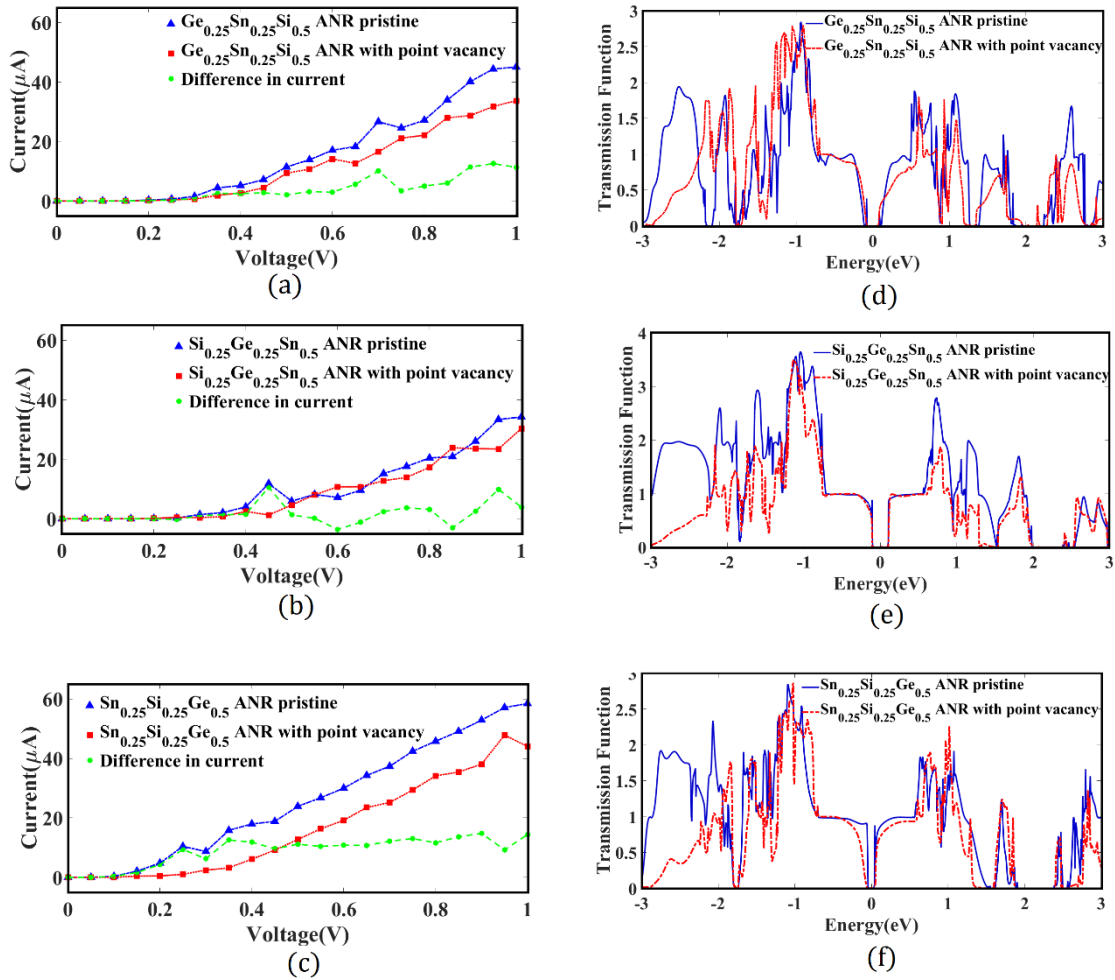 60
40
20
0
Current(μA)
Ge0.25Sn0.25Si0.5 ANR pristine
Ge0.25Sn0.25Si0.5 ANR with point vacancy
Difference in current
0 0.2 0.4 0.6 0.8 1
Voltage(V)
(a)
3
2.5
2
1.5
1
0.5
0
Transmission Function
Ge0.25Sn0.25Si0.5 ANR pristine
Ge0.25Sn0.25Si0.5 ANR with point vacancy
-3 -2 -1 0 1 2 3
Energy(eV)
(d)
60
40
20
0
Current(μA)
Si0.25Ge0.25Sn0.5 ANR pristine
Si0.25Ge0.25Sn0.5 ANR with point vacancy
Difference in current
0 0.2 0.4 0.6 0.8 1
Voltage(V)
(b)
4
3
2
1
0
Transmission Function
Si0.25Ge0.25Sn0.5 ANR pristine
Si0.25Ge0.25Sn0.5 ANR with point vacancy
-3 -2 -1 0 1 2 3
Energy(eV)
(e)
60
40
20
0
Current(μA)
Sn0.25Si0.25Ge0.5 ANR pristine
Sn0.25Si0.25Ge0.5 ANR with point vacancy
Difference in current
0 0.2 0.4 0.6 0.8 1
Voltage(V)
(c)
3
2.5
2
1.5
1
0.5
0
Transmission Function
Sn0.25Si0.25Ge0.5 ANR pristine
Sn0.25Si0.25Ge0.5 ANR with point vacancy
-3 -2 -1 0 1 2 3
Energy(eV)
(f)